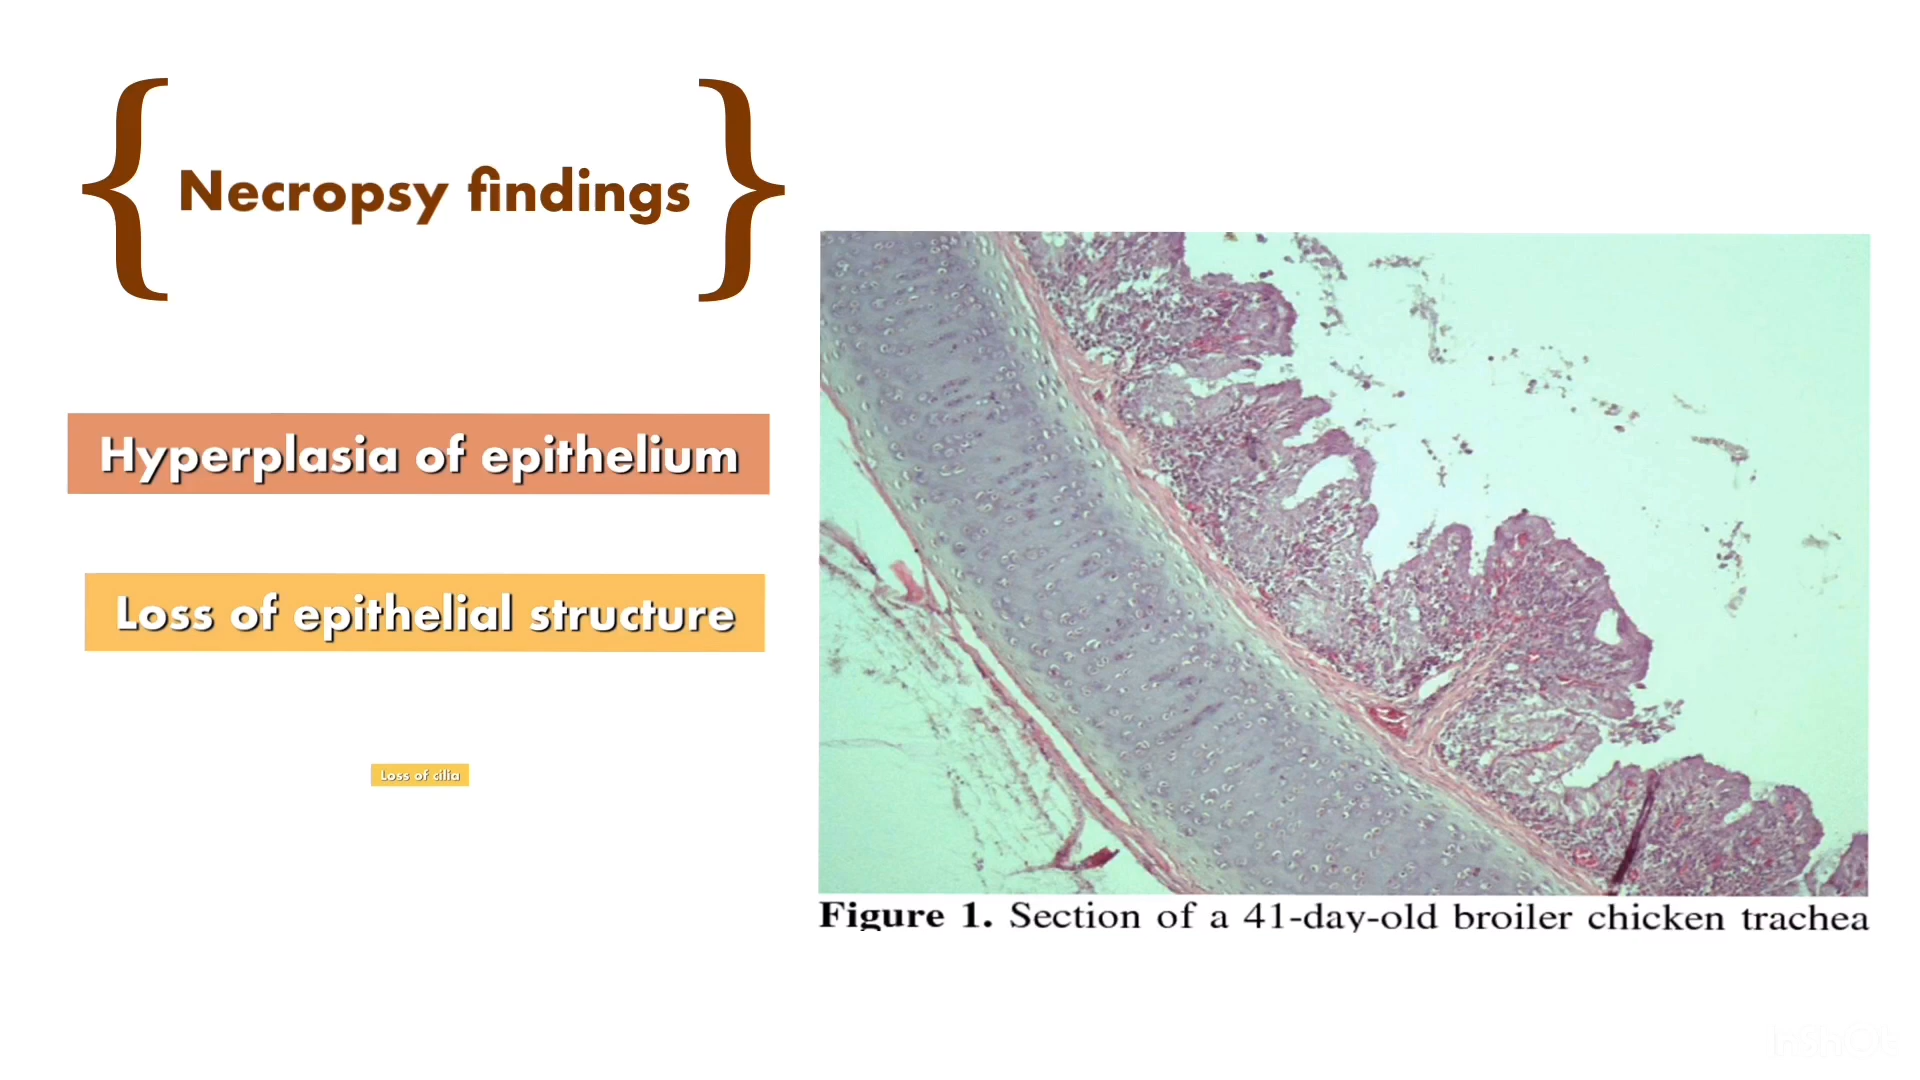 Necropsy findings
Hyperplasia of epithelium
Loss of epithelial structure
Loss of cilia
Figure 1. Section of a 41-day-old broiler chicken trachea